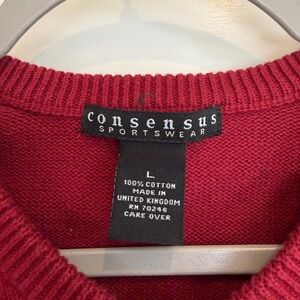 consensus
SPORTSWEAR
L
100% COTTON
MADE IN
UNITED KINGDOM
RN 70246
CARE OVER